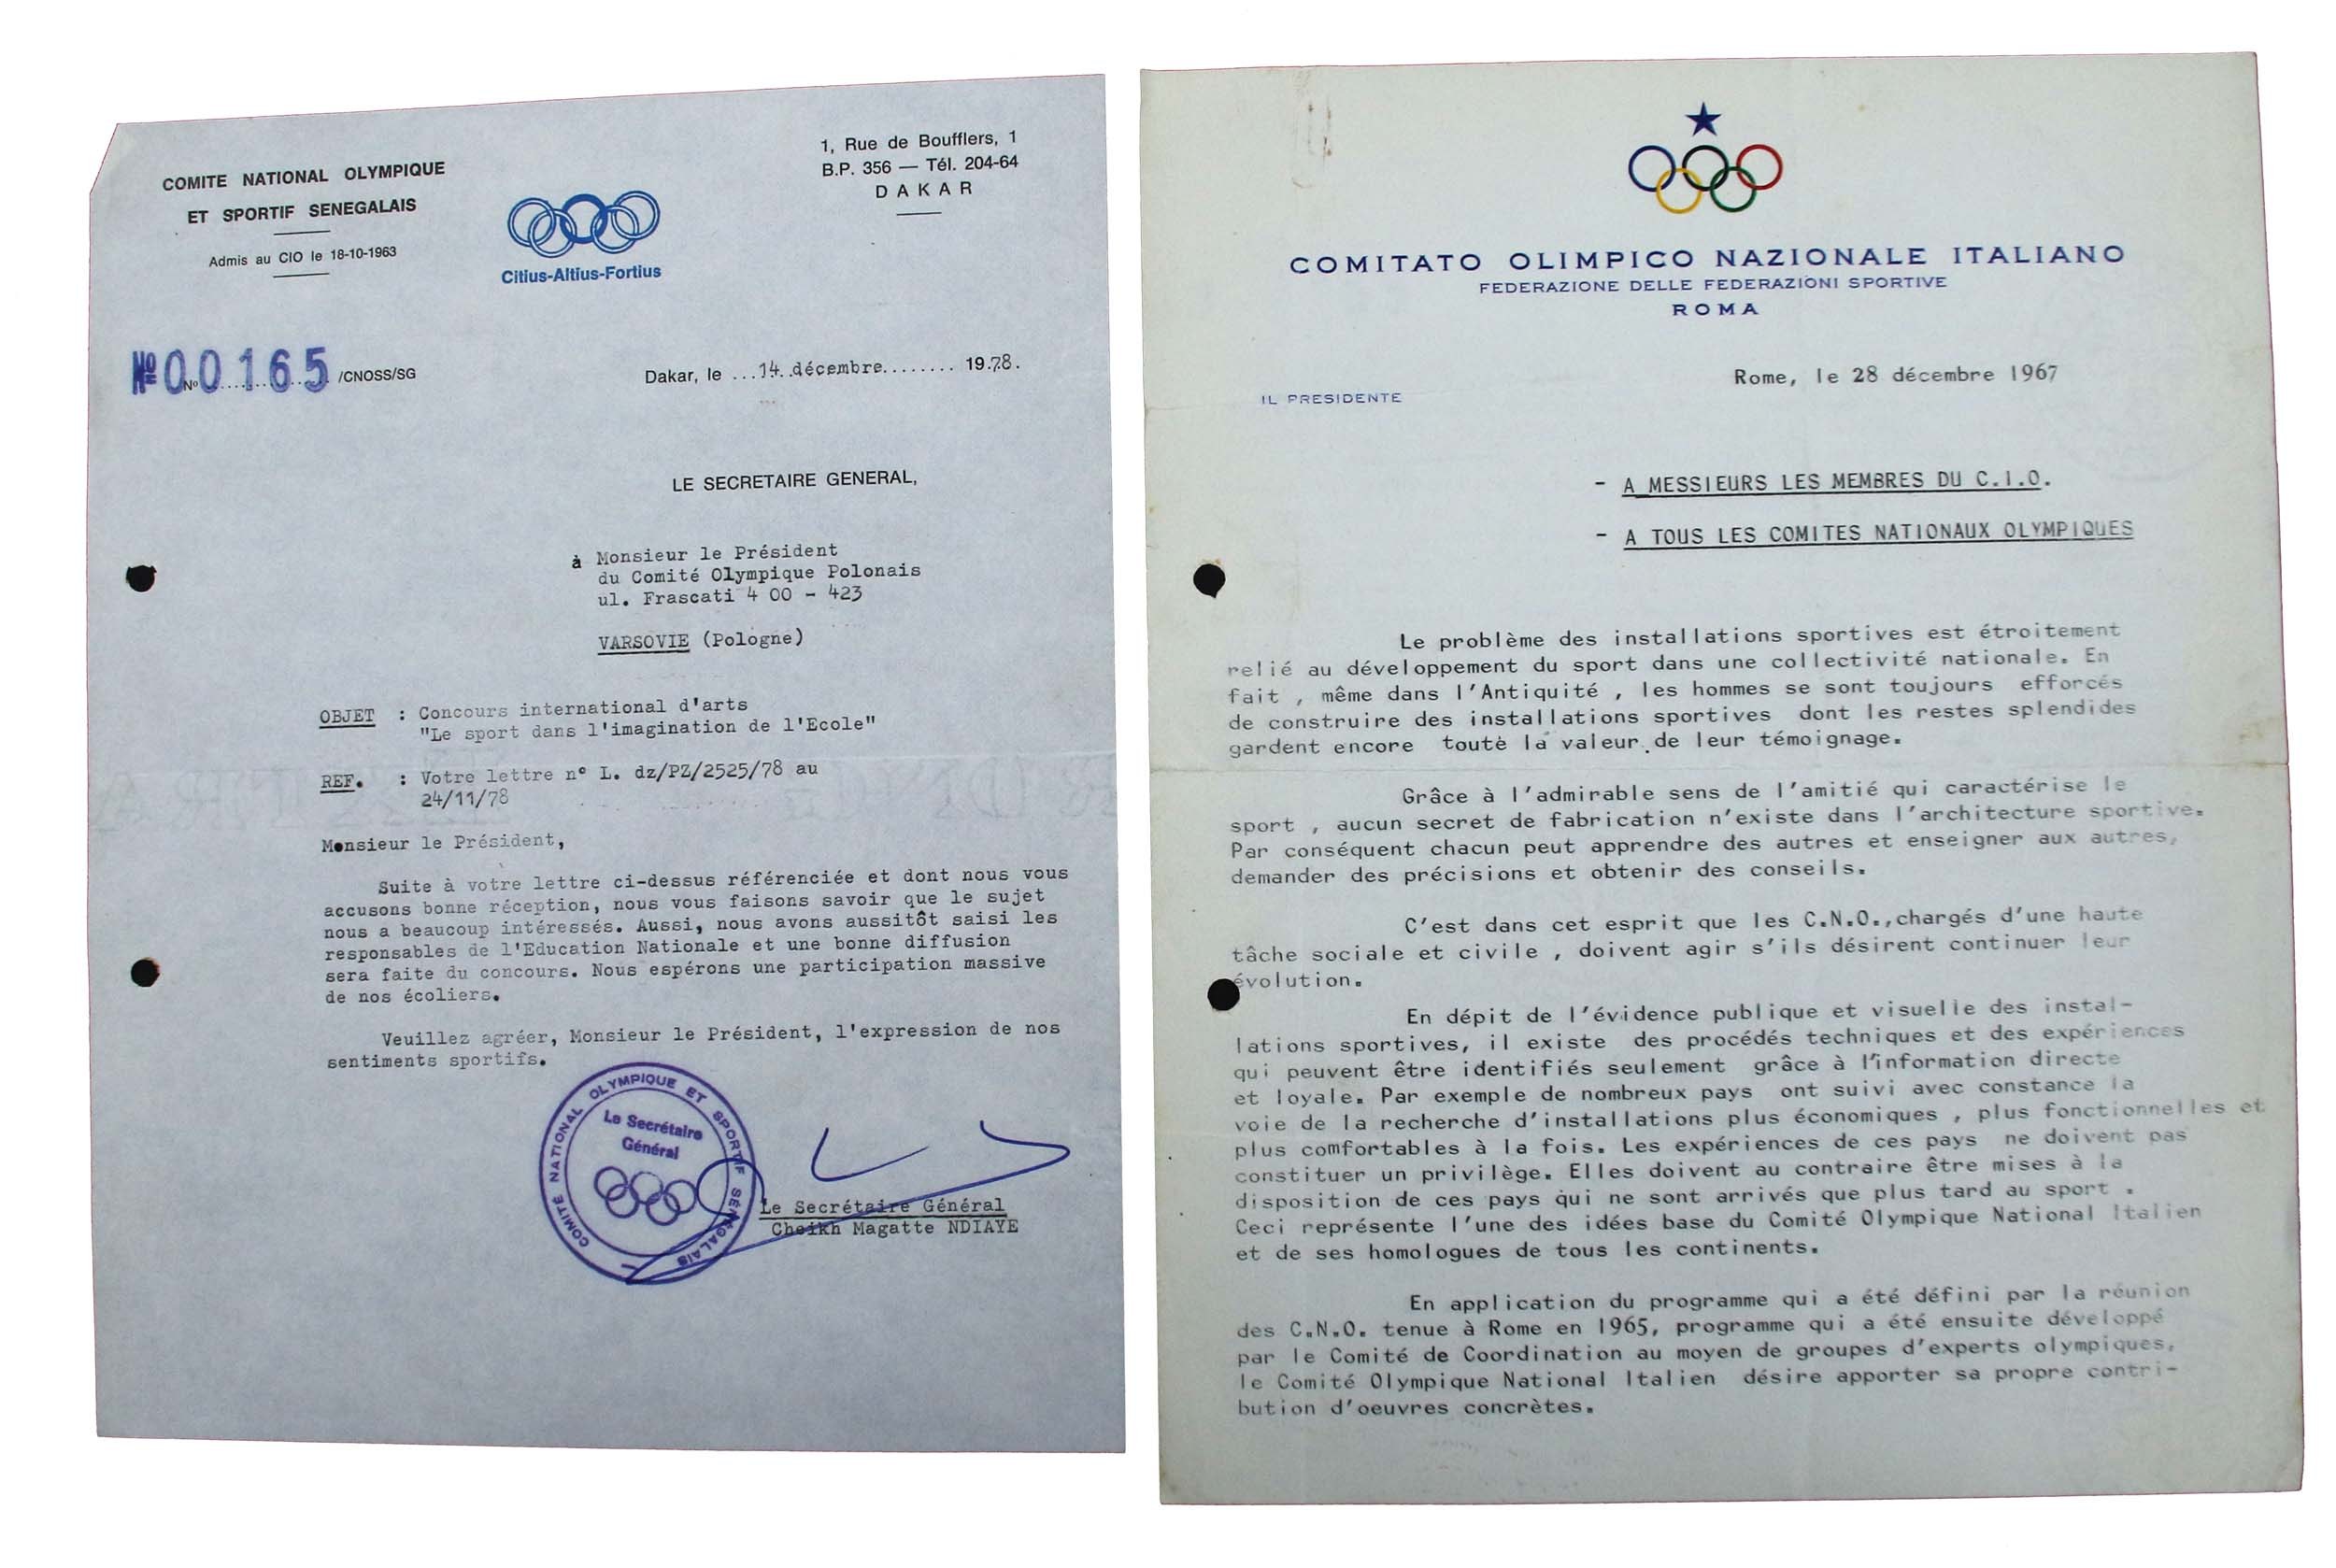 COMITE NATIONAL OLYMPIQUE
ET SPORTIF SENEGALAIS
Admis au CIO le 18-10-1963
Citius-Altius-Fortius
1, Rue de Boufflers, 1
B.P. 356 — Tél. 204-64
DAKAR
Nº 00165 /CNOSS/SG
Dakar, le ...14..décembre........ 19.78.
LE SECRETAIRE GENERAL,
à Monsieur le Président
du Comité Olympique Polonais
ul. Frascati 4 00 - 423
VARSOVIE (Pologne)
OBJET : Concours international d'arts
"Le sport dans l'imagination de l'Ecole"
REF. : Votre lettre n° L. dz/PZ/2525/78 au
24/11/78
Monsieur le Président,
Suite à votre lettre ci-dessus référenciée et dont nous vous
accusons bonne réception, nous vous faisons savoir que le sujet
nous a beaucoup intéressés. Aussi, nous avons aussitôt saisi les
responsables de l'Education Nationale et une bonne diffusion
sera faite du concours. Nous espérons une participation massive
de nos écoliers.
Veuillez agréer, Monsieur le Président, l'expression de nos
sentiments sportifs.
COMITÉ NATIONAL OLYMPIQUE ET SPORTIF SÉNÉGALAIS
Le Secrétaire
Général
Le Secrétaire Général
Cheikh Magatte NDIAYE
COMITATO OLIMPICO NAZIONALE ITALIANO
FEDERAZIONE DELLE FEDERAZIONI SPORTIVE
ROMA
Rome, le 28 décembre 1967
IL PRESIDENTE
- A MESSIEURS LES MEMBRES DU C.I.O.
- A TOUS LES COMITES NATIONAUX OLYMPIQUES
Le problème des installations sportives est étroitement
relié au développement du sport dans une collectivité nationale. En
fait , même dans l'Antiquité , les hommes se sont toujours efforcés
de construire des installations sportives dont les restes splendides
gardent encore toute la valeur de leur témoignage.
Grâce à l'admirable sens de l'amitié qui caractérise le
sport , aucun secret de fabrication n'existe dans l'architecture sportive.
Par conséquent chacun peut apprendre des autres et enseigner aux autres,
demander des précisions et obtenir des conseils.
C'est dans cet esprit que les C.N.O.,chargés d'une haute
tâche sociale et civile , doivent agir s'ils désirent continuer leur
évolution.
En dépit de l'évidence publique et visuelle des instal-
lations sportives, il existe des procédés techniques et des expériences
qui peuvent être identifiés seulement grâce à l'information directe
et loyale. Par exemple de nombreux pays ont suivi avec constance la
voie de la recherche d'installations plus économiques , plus fonctionnelles et
plus comfortables à la fois. Les expériences de ces pays ne doivent pas
constituer un privilège. Elles doivent au contraire être mises à la
disposition de ces pays qui ne sont arrivés que plus tard au sport .
Ceci représente l'une des idées base du Comité Olympique National Italien
et de ses homologues de tous les continents.
En application du programme qui a été défini par la réunion
des C.N.O. tenue à Rome en 1965, programme qui a été ensuite développé
par le Comité de Coordination au moyen de groupes d'experts olympiques,
le Comité Olympique National Italien désire apporter sa propre contri-
bution d'oeuvres concrètes.